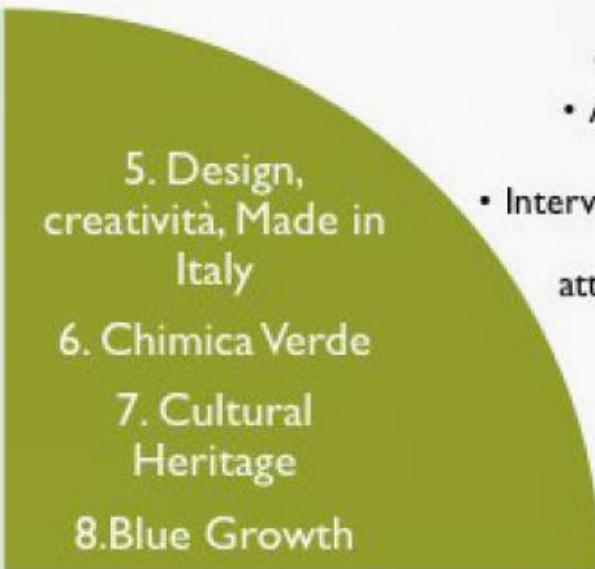 5. Design,
creatività, Made in
Italy
6. Chimica Verde
7. Cultural
Heritage
8.Blue Growth